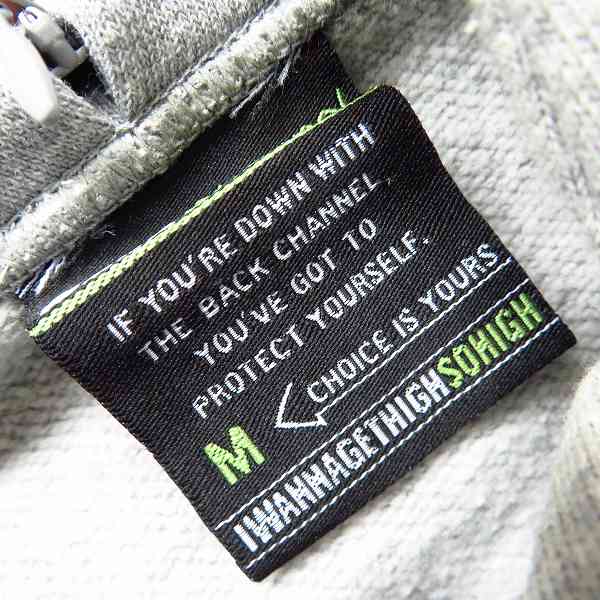 IF YOU'RE DOWN WITH
THE BACK CHANNEL,
YOU'VE GOT TO
PROTECT YOURSELF.
CHOICE IS YOURS
M
IWANNAGETHIGHSOHIGH